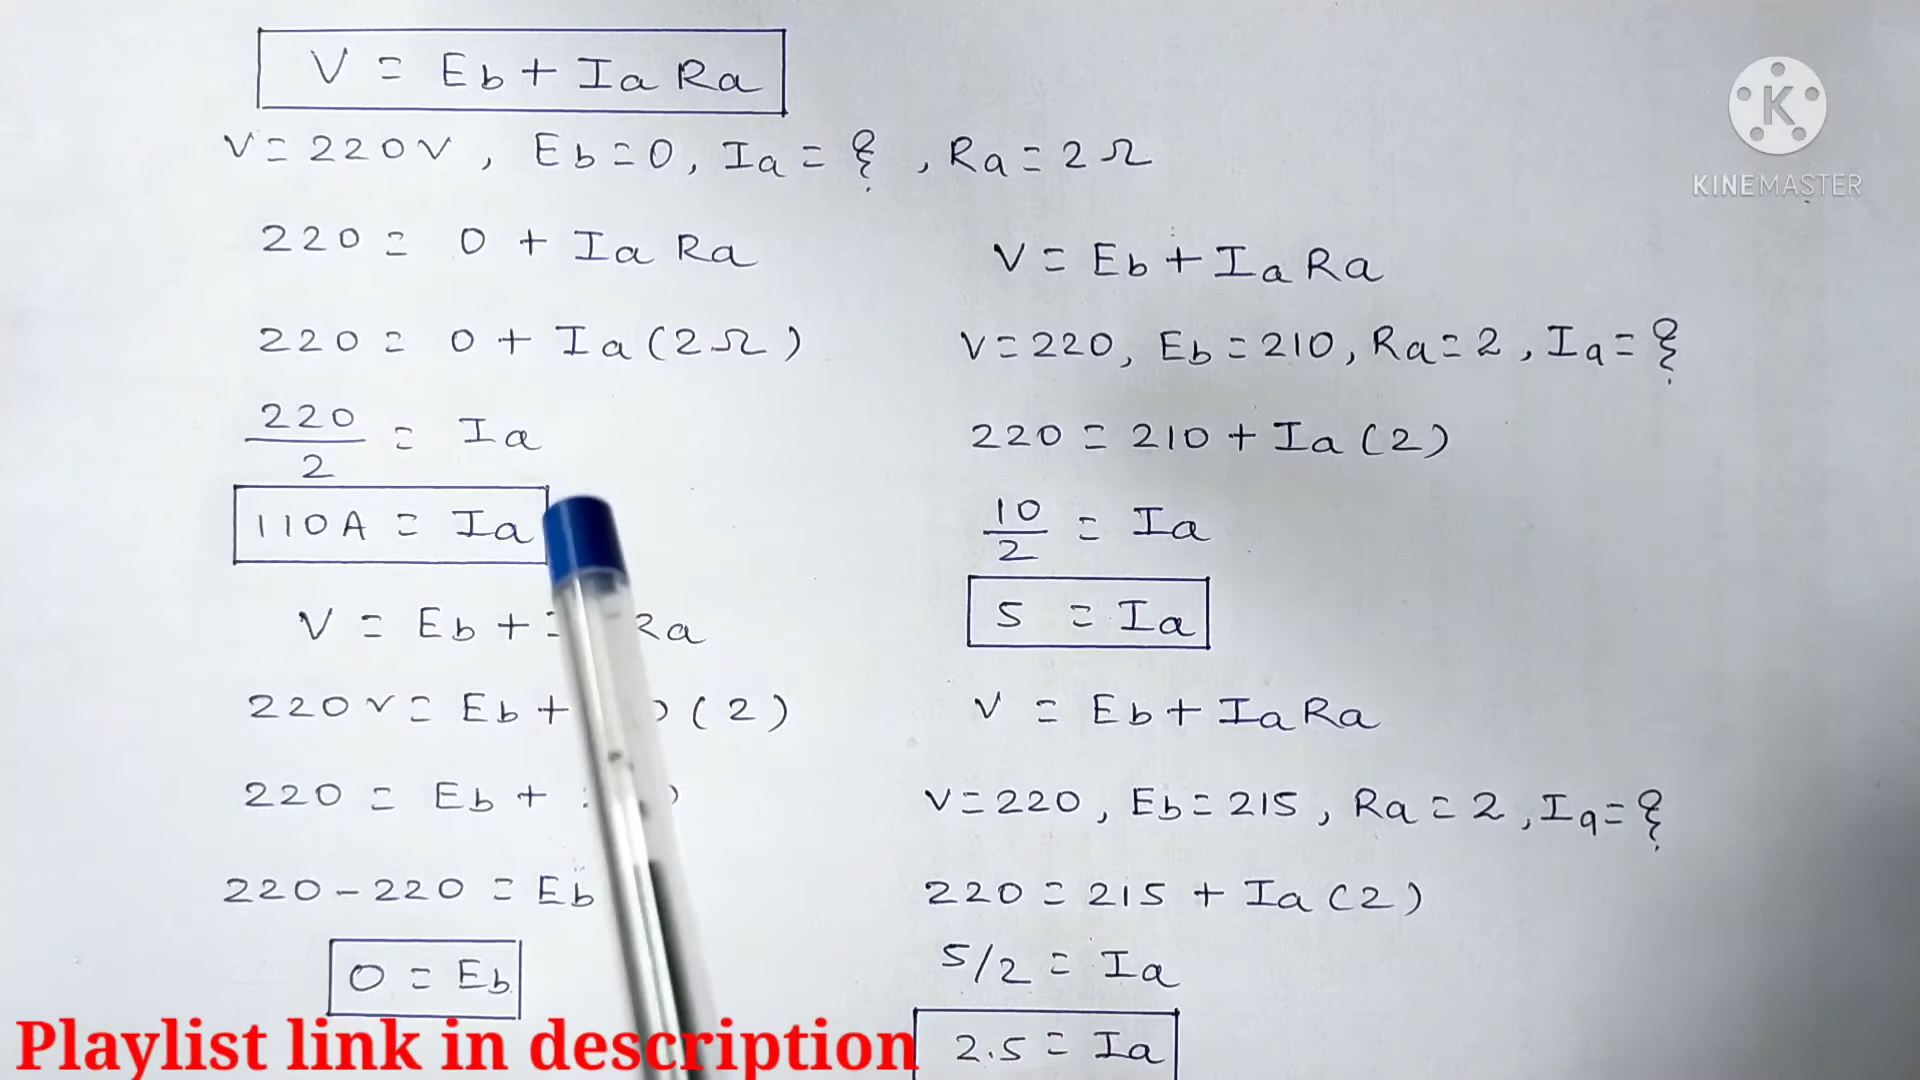 V = Eb + Ia Ra
V = 220V , Eb = 0 , Ia = ? , Ra = 2Ω
220 = 0 + Ia Ra
220 = 0 + Ia (2Ω)
220/2 = Ia
110A = Ia
V = Eb + Ra
220v = Eb + (2)
220 = Eb +
220 - 220 = Eb
0 = Eb
V = Eb + Ia Ra
V = 220, Eb = 210, Ra = 2 , Ia = ?
220 = 210 + Ia (2)
10/2 = Ia
5 = Ia
V = Eb + Ia Ra
V = 220 , Eb = 215 , Ra = 2 , Ia = ?
220 = 215 + Ia (2)
5/2 = Ia
2.5 = Ia
K
KINEMASTER
Playlist link in description